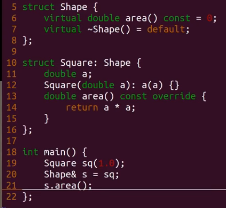 5 struct Shape {
6     virtual double area() const = 0;
7     virtual ~Shape() = default;
8 };
9
10 struct Square: Shape {
11     double a;
12     Square(double a): a(a) {}
13     double area() const override {
14         return a * a;
15     }
16 };
17
18 int main() {
19     Square sq(1.0);
20     Shape& s = sq;
21     s.area();
22 };